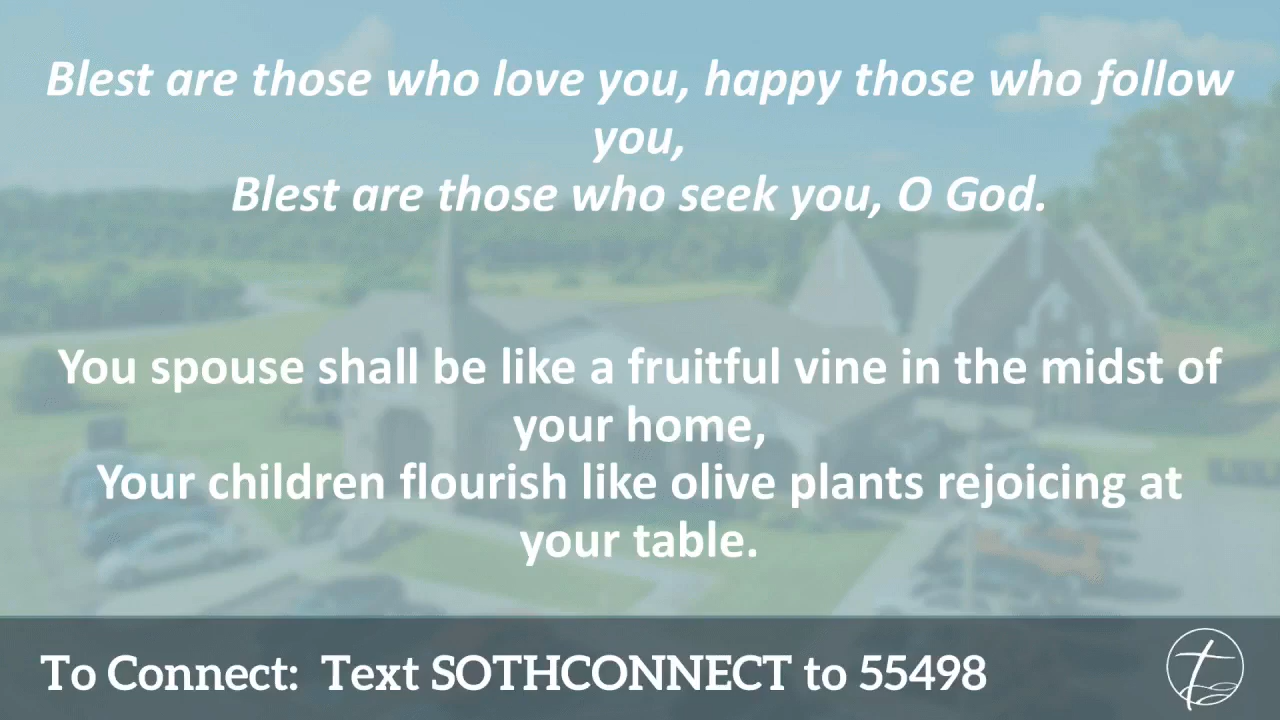 Blest are those who love you, happy those who follow
you,
Blest are those who seek you, O God.
You spouse shall be like a fruitful vine in the midst of
your home,
Your children flourish like olive plants rejoicing at
your table.
To Connect:  Text SOTHCONNECT to 55498